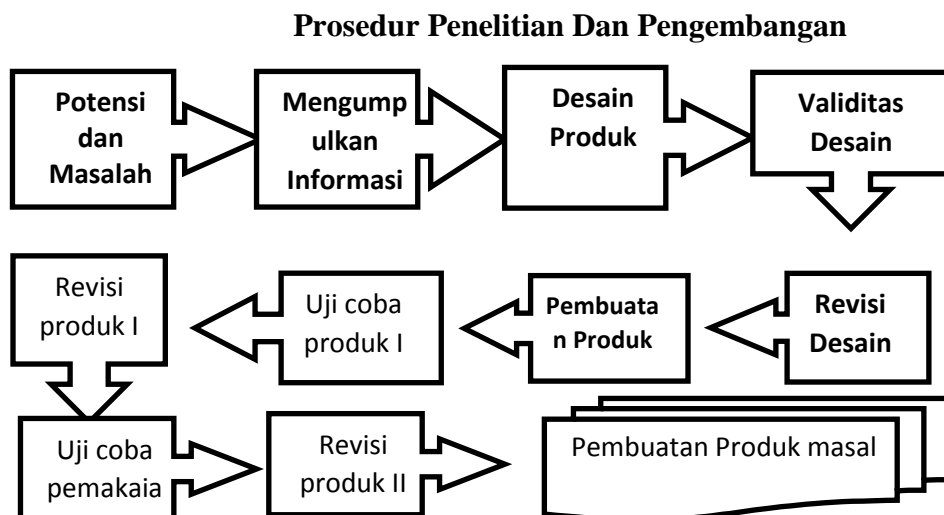 Prosedur Penelitian Dan Pengembangan
Potensi
dan
Masalah
Mengump
ulkan
Informasi
Desain
Produk
Validitas
Desain
Revisi
Desain
Pembuata
n Produk
Uji coba
produk I
Revisi
produk I
Uji coba
pemakaia
Revisi
produk II
Pembuatan Produk masal